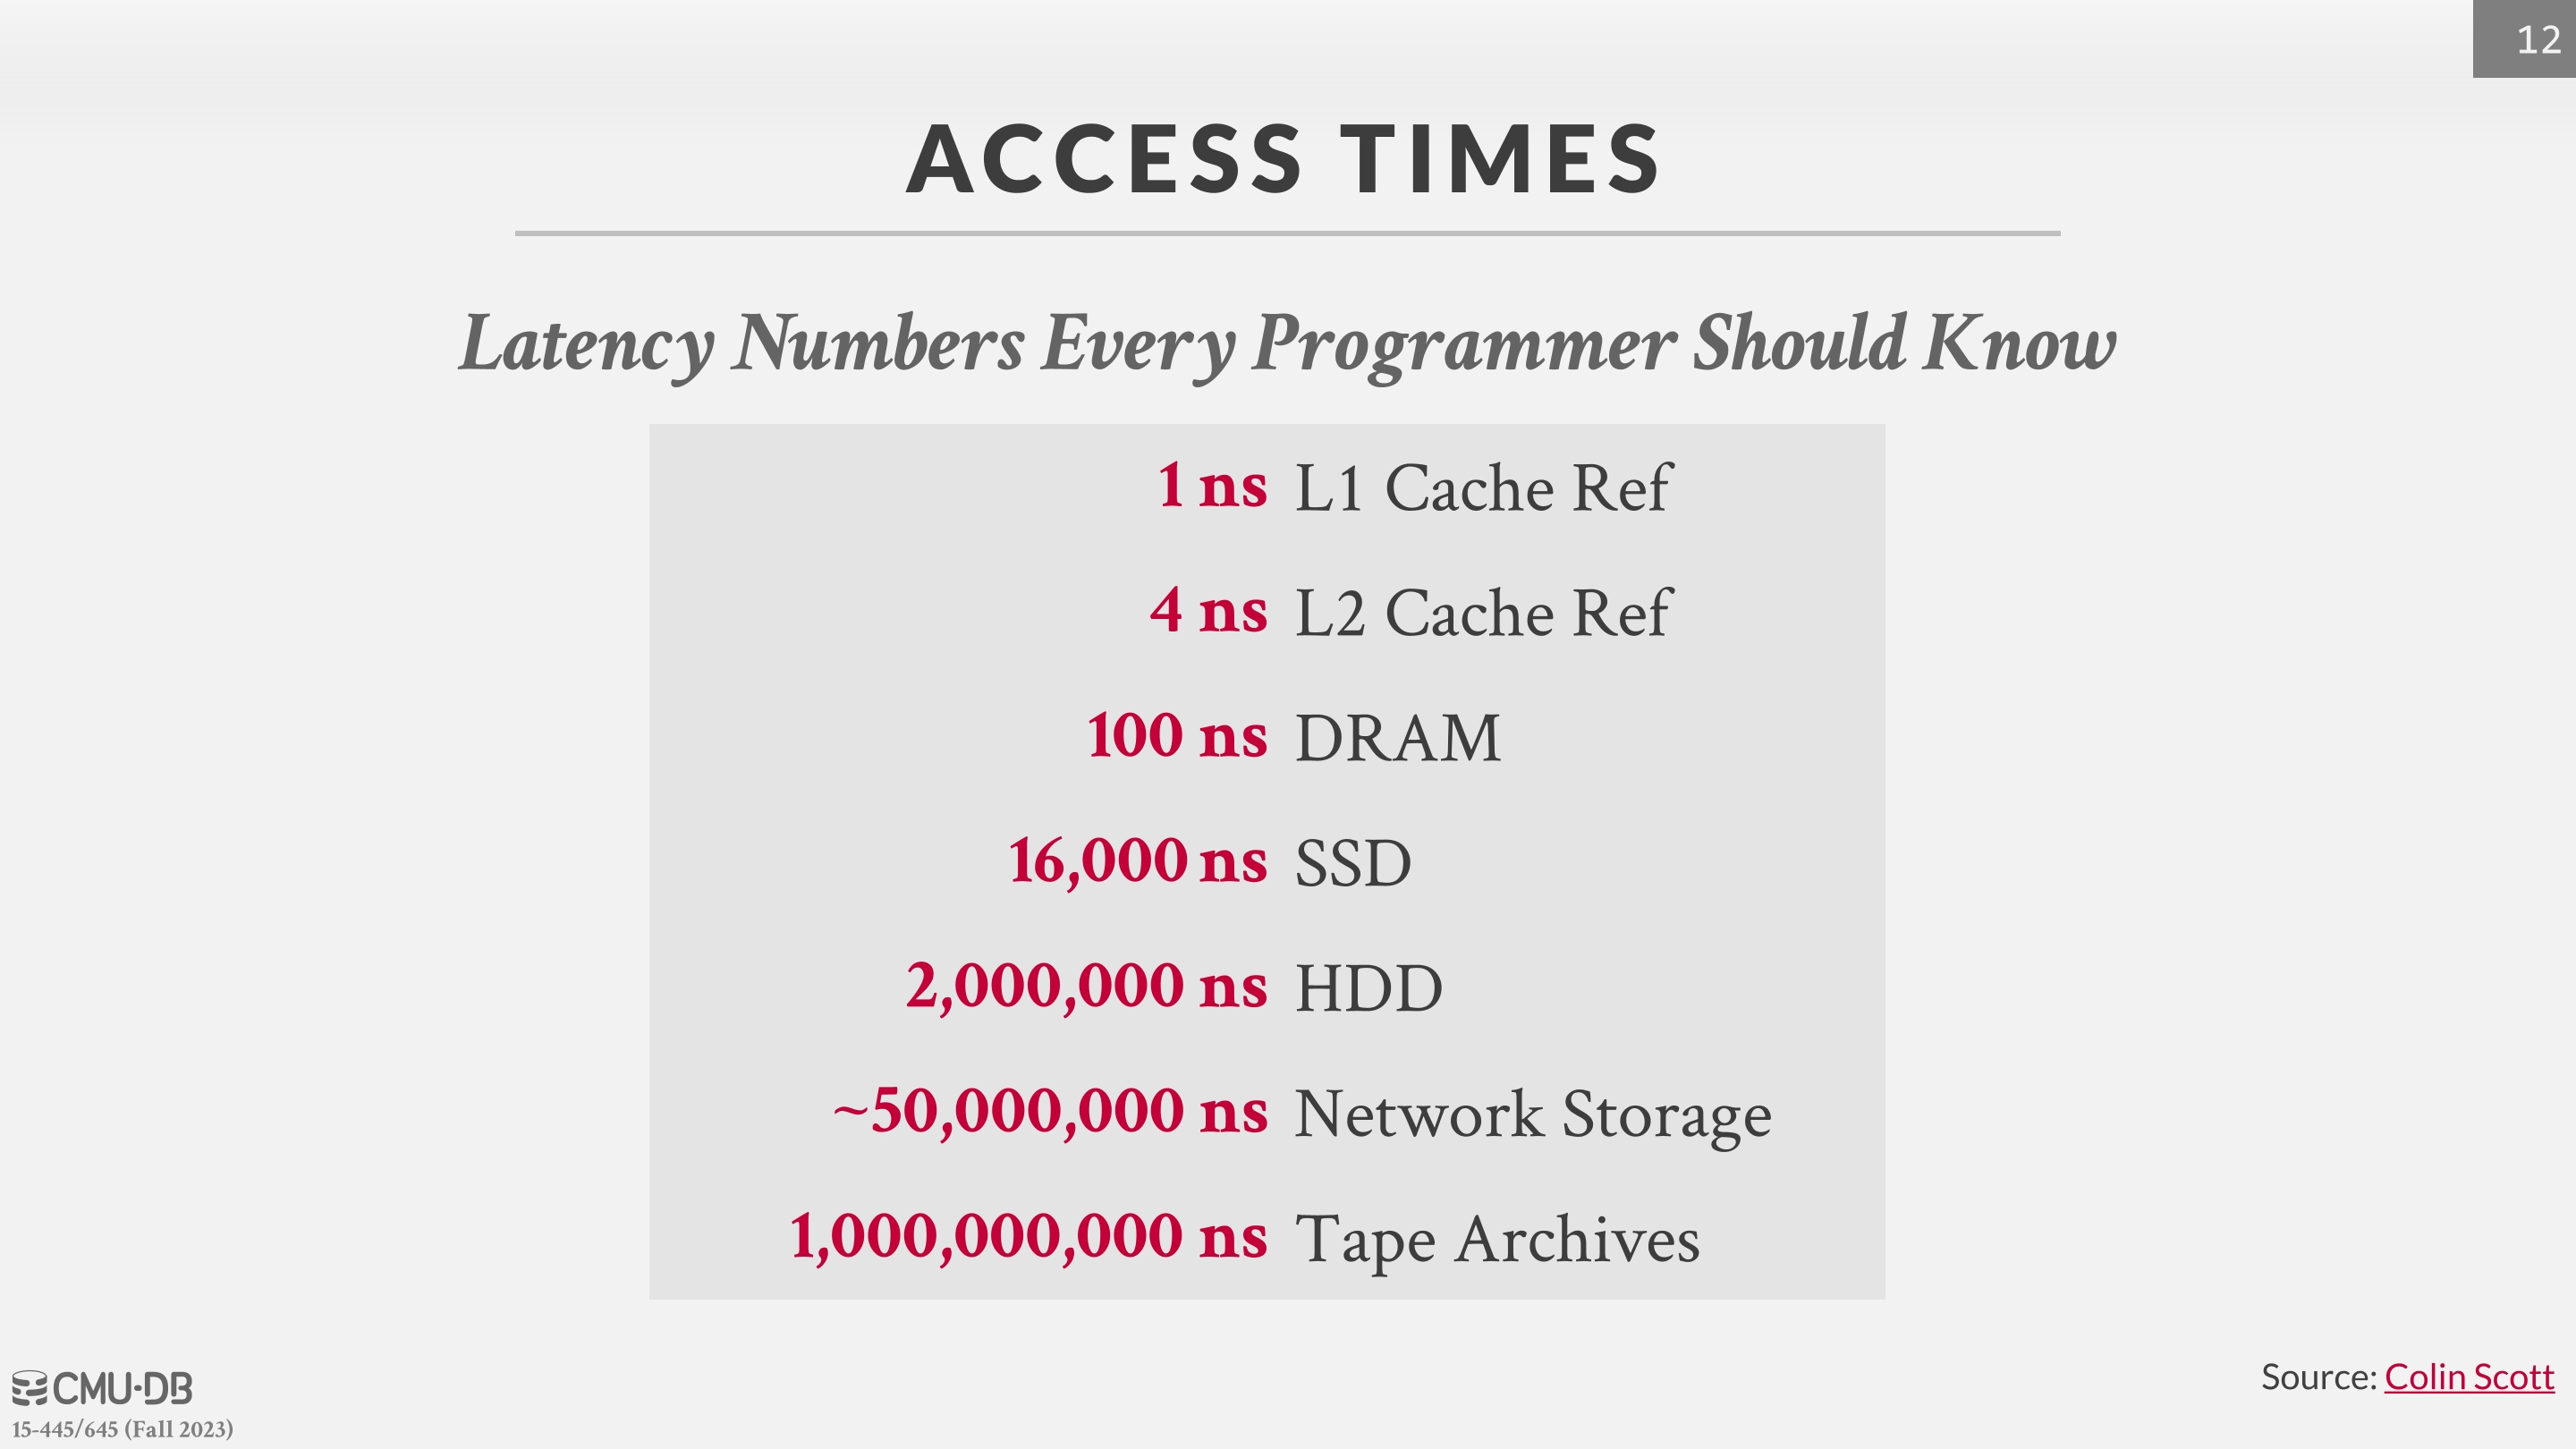 12
ACCESS TIMES
Latency Numbers Every Programmer Should Know
1 ns L1 Cache Ref
4 ns L2 Cache Ref
100 ns DRAM
16,000 ns SSD
2,000,000 ns HDD
~50,000,000 ns Network Storage
1,000,000,000 ns Tape Archives
Source: Colin Scott
CMU·DB
15-445/645 (Fall 2023)